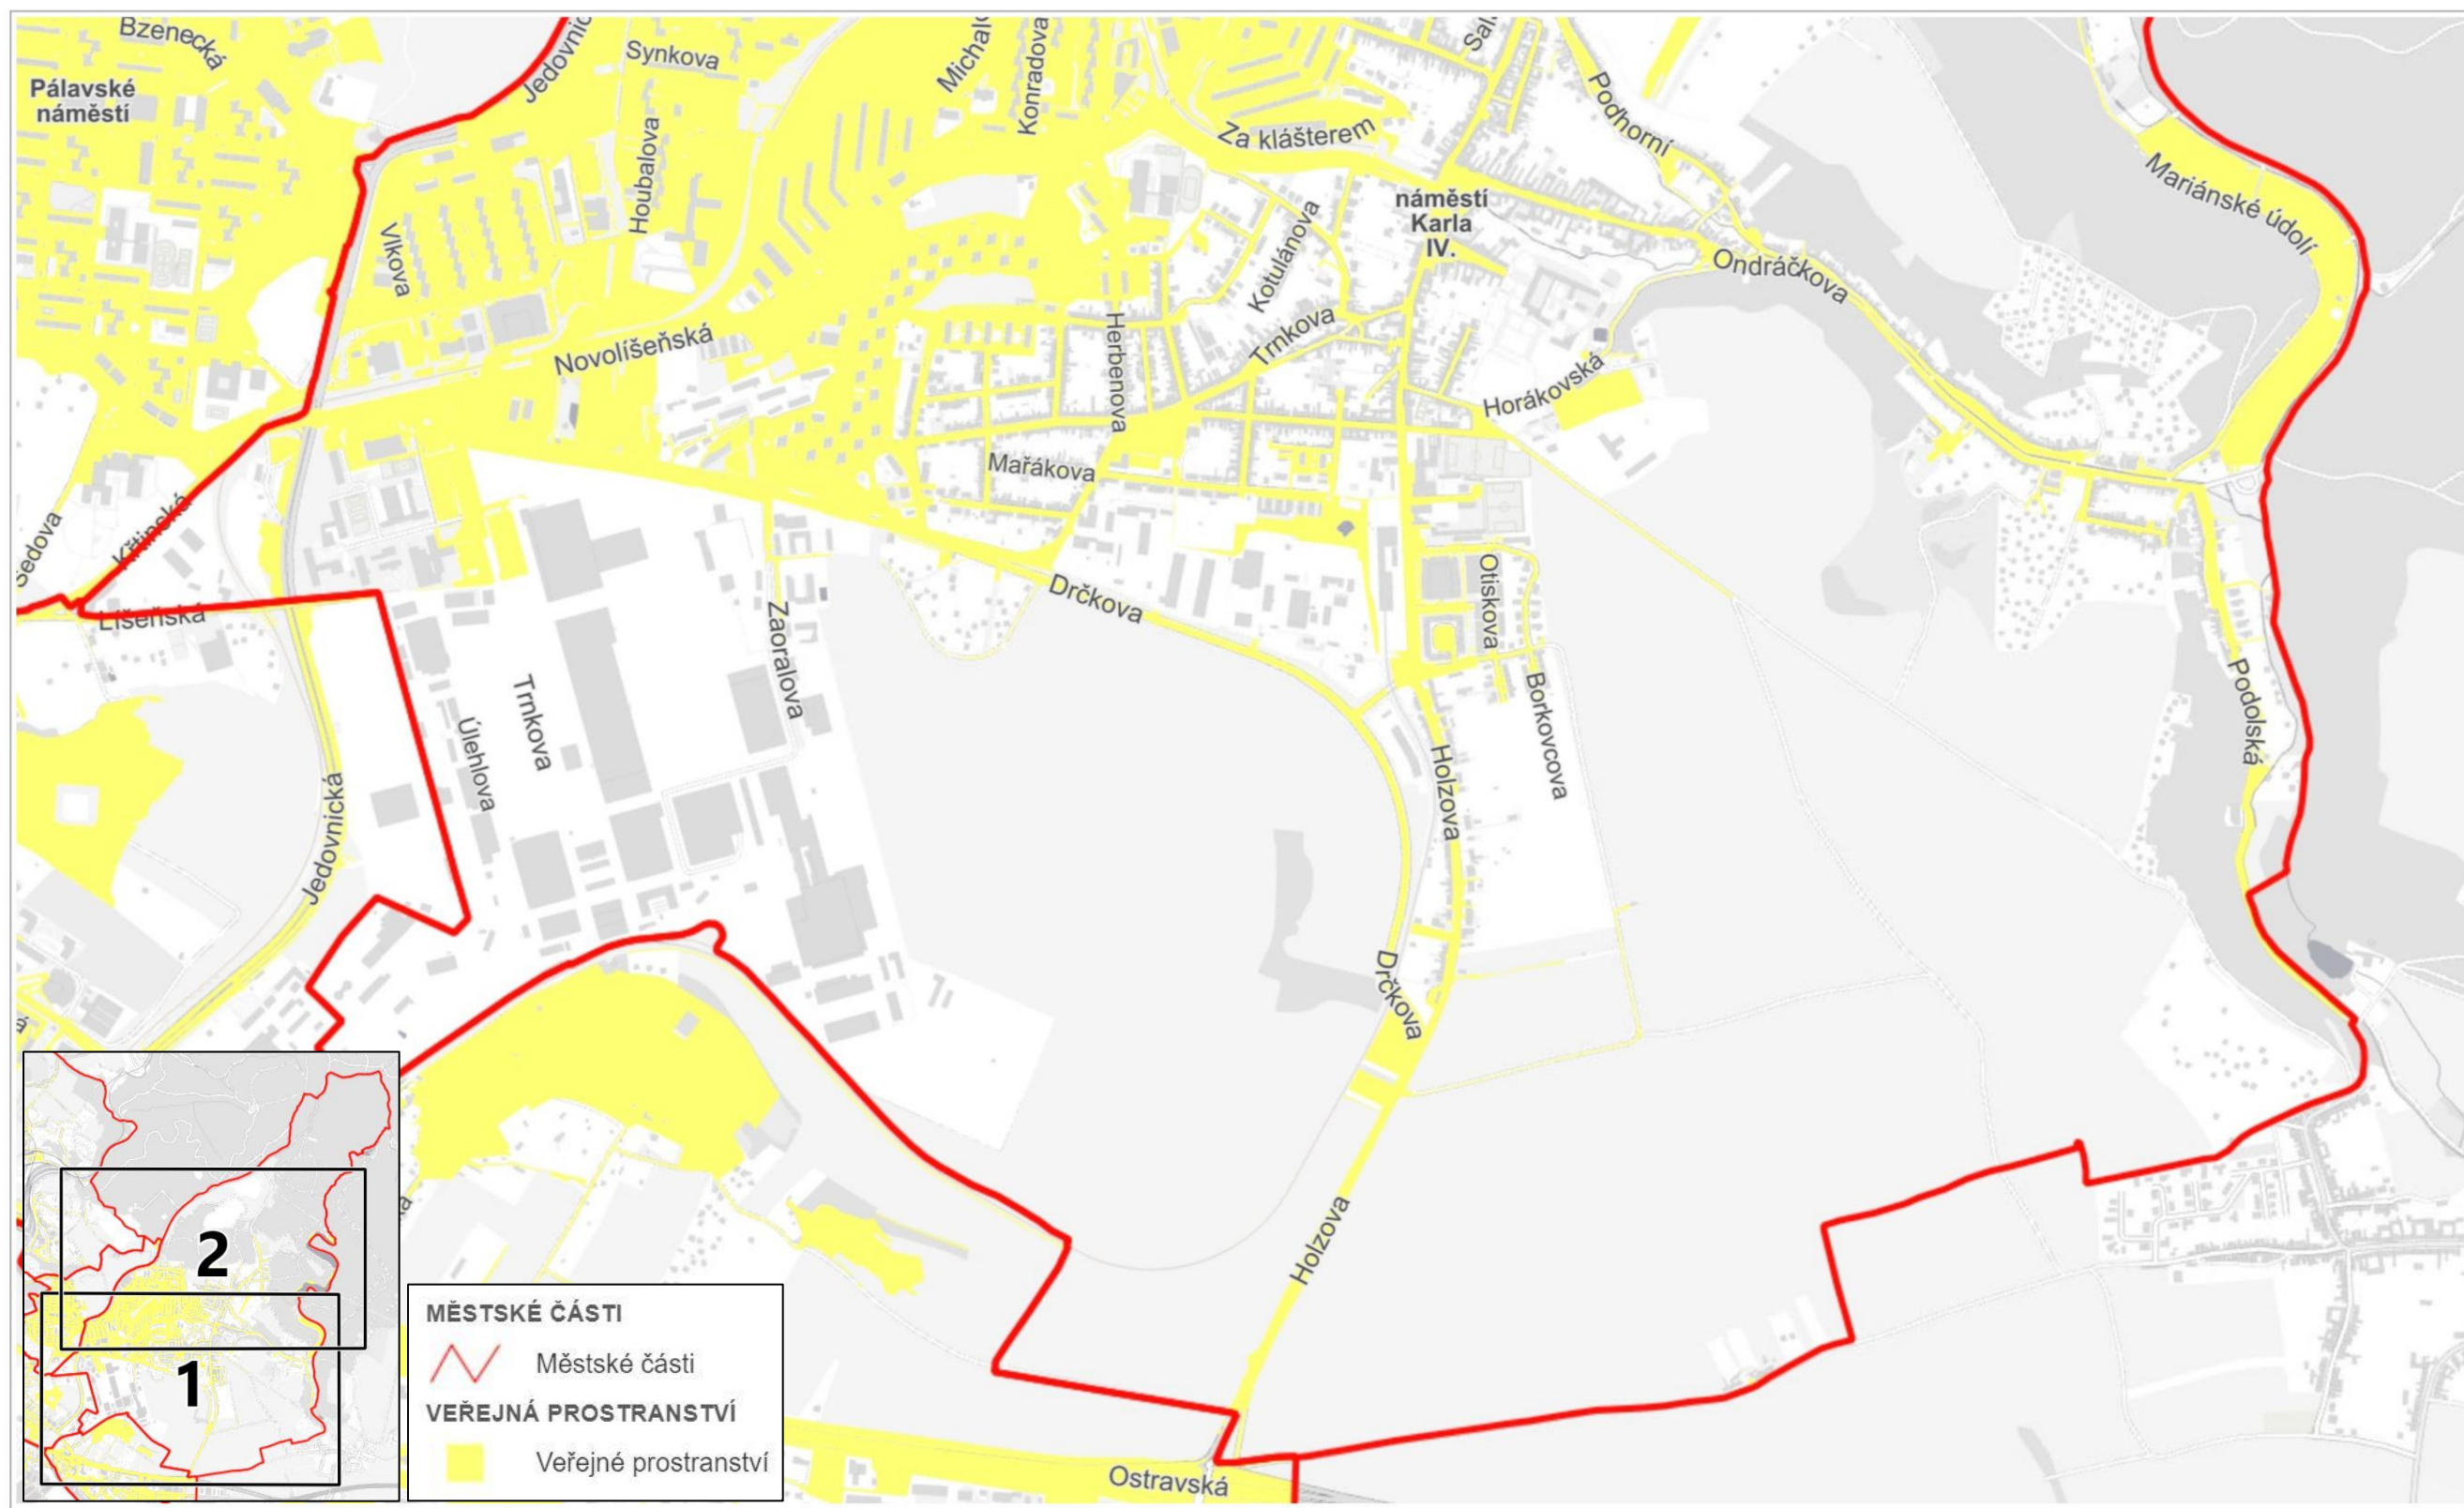 Bzenecká
Pálavské
náměstí
Synkova
Konradova
Houbalova
Vlkova
Za klášterem
Podhorní
náměstí
Karla
IV.
Mariánské údolí
Ondráčkova
Kotulánova
Trnkova
Herbenova
Novolíšeňská
Horákovská
Mařákova
Křtinská
Líšeňská
Drčkova
Zaoralova
Otiskova
Borkovcova
Podolská
Trnkova
Úlehlova
Jedovnická
Holzova
Drčkova
Holzova
Ostravská
2
1
MĚSTSKÉ ČÁSTI
Městské části
VEŘEJNÁ PROSTRANSTVÍ
Veřejné prostranství